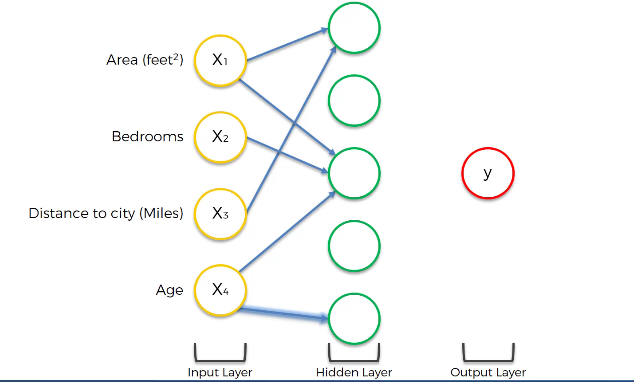 Area (feet²)
X₁
Bedrooms
X₂
Distance to city (Miles)
X₃
Age
X₄
y
Input Layer
Hidden Layer
Output Layer